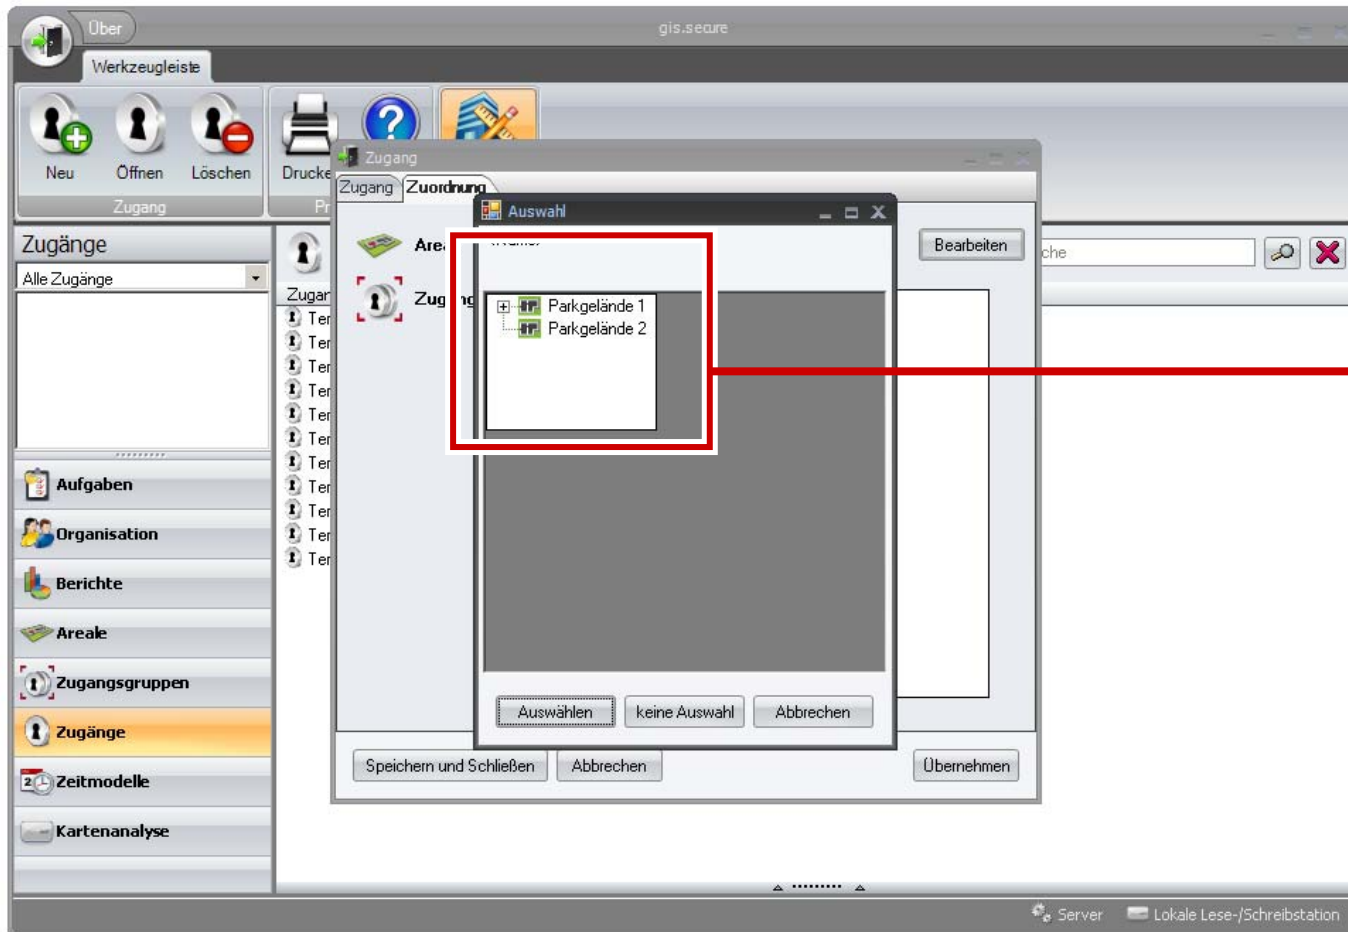 Über
gis.secure
Werkzeugleiste
Neu
Öffnen
Löschen
Drucke
Zugang
Pr
Zugänge
Alle Zugänge
Aufgaben
Organisation
Berichte
Areale
Zugangsgruppen
Zugänge
Zeitmodelle
Kartenanalyse
Zugar
Ter
Ter
Ter
Ter
Ter
Ter
Ter
Ter
Ter
Ter
Ter
che
Zugang
Zugang
Zuordnung
Area
Zugang
Bearbeiten
Auswahl
Parkgelände 1
Parkgelände 2
Auswählen
keine Auswahl
Abbrechen
Speichern und Schließen
Abbrechen
Übernehmen
Server
Lokale Lese-/Schreibstation